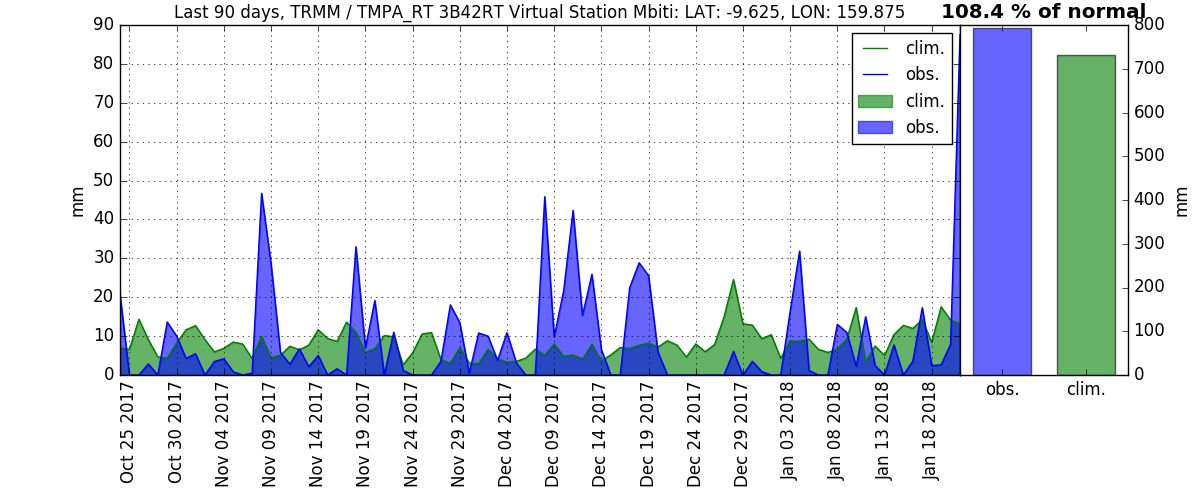 Last 90 days, TRMM / TMPA_RT 3B42RT Virtual Station Mbiti: LAT: -9.625, LON: 159.875
108.4 % of normal
90
80
70
60
50
40
30
20
10
0
mm
clim.
obs.
clim.
obs.
Oct 25 2017
Oct 30 2017
Nov 04 2017
Nov 09 2017
Nov 14 2017
Nov 19 2017
Nov 24 2017
Nov 29 2017
Dec 04 2017
Dec 09 2017
Dec 14 2017
Dec 19 2017
Dec 24 2017
Dec 29 2017
Jan 03 2018
Jan 08 2018
Jan 13 2018
Jan 18 2018
800
700
600
500
400
300
200
100
0
mm
obs.
clim.